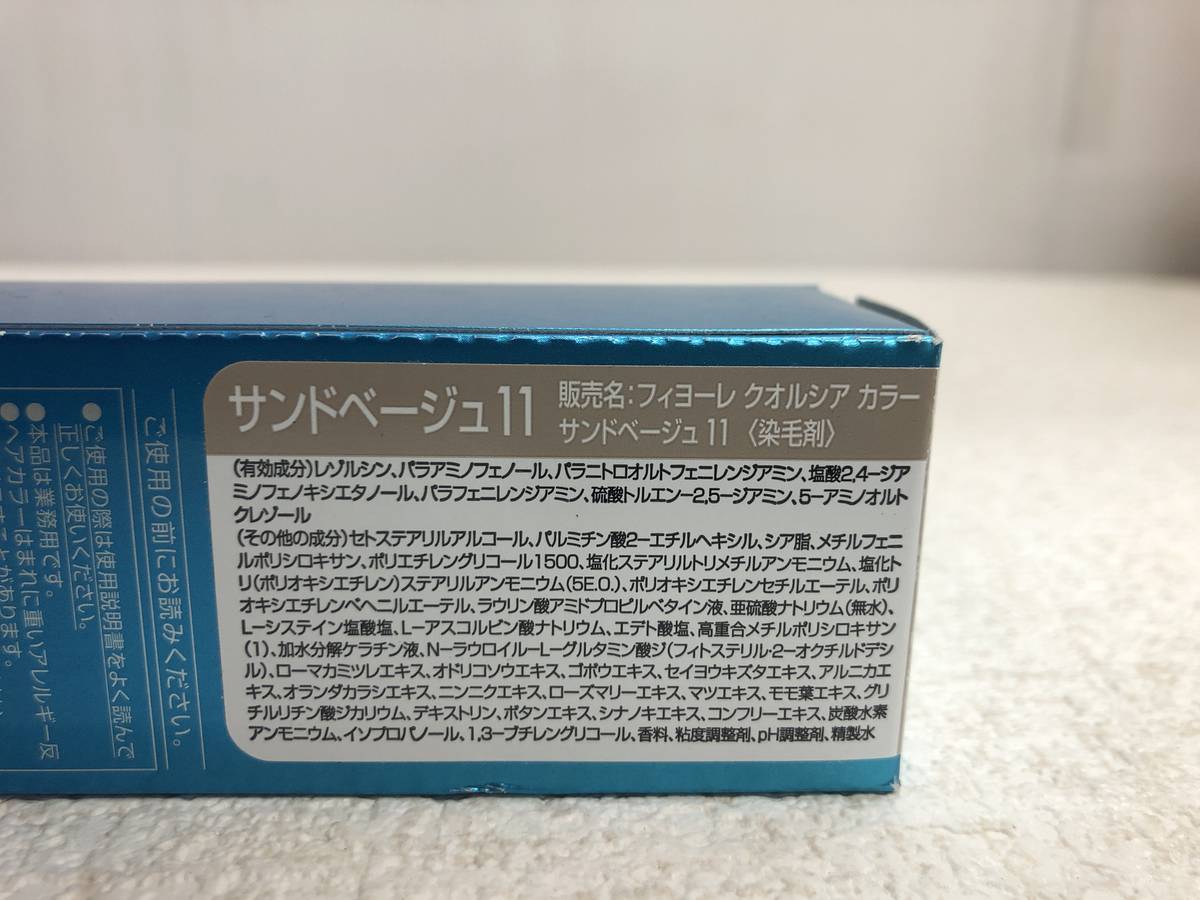 サンドベージュ11
販売名:フィヨーレ クオルシア カラー
サンドベージュ 11 〈染毛剤〉
(有効成分)レゾルシン、パラアミノフェノール、パラニトロオルトフェニレンジアミン、塩酸2,4-ジア
ミノフェノキシエタノール、パラフェニレンジアミン、硫酸トルエン-2,5-ジアミン、5-アミノオルト
クレゾール
(その他の成分)セトステアリルアルコール、パルミチン酸2-エチルヘキシル、シア脂、メチルフェニ
ルポリシロキサン、ポリエチレングリコール1500、塩化ステアリルトリメチルアンモニウム、塩化ト
リ(ポリオキシエチレン)ステアリルアンモニウム(5E.O.)、ポリオキシエチレンセチルエーテル、ポリ
オキシエチレンベヘニルエーテル、ラウリン酸アミドプロピルベタイン液、亜硫酸ナトリウム(無水)、
L-システイン塩酸塩、L-アスコルビン酸ナトリウム、エデト酸塩、高重合メチルポリシロキサン
(1)、加水分解ケラチン液、N-ラウロイル-L-グルタミン酸ジ(フィトステリル・2-オクチルドデシ
ル)、ローマカミツレエキス、オドリコソウエキス、ゴボウエキス、セイヨウキズタエキス、アルニカエ
キス、オランダカラシエキス、ニンニクエキス、ローズマリーエキス、マツエキス、モモ葉エキス、グリ
チルリチン酸ジカリウム、デキストリン、ボタンエキス、シナノキエキス、コンフリーエキス、炭酸水素
アンモニウム、イソプロパノール、1,3-ブチレングリコール、香料、粘度調整剤、pH調整剤、精製水
ご使用の前にお読みください。
●ご使用の際は使用説明書をよく読んで
正しくお使いください。
●本品は業務用です。
●ヘアカラーはまれに重いアレルギー反